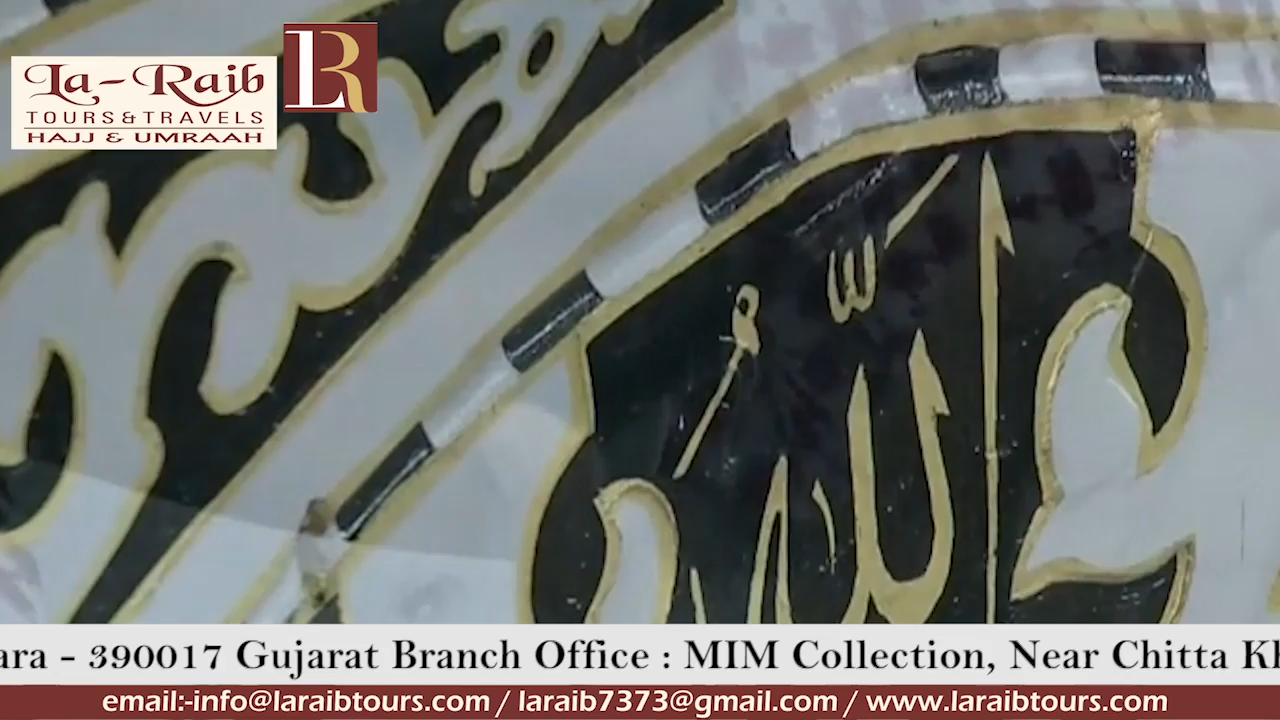 La-Raib
TOURS & TRAVELS
HAJJ & UMRAAH
LR
الله
ara - 390017 Gujarat Branch Office : MIM Collection, Near Chitta Kh
email:-info@laraibtours.com / laraib7373@gmail.com / www.laraibtours.com